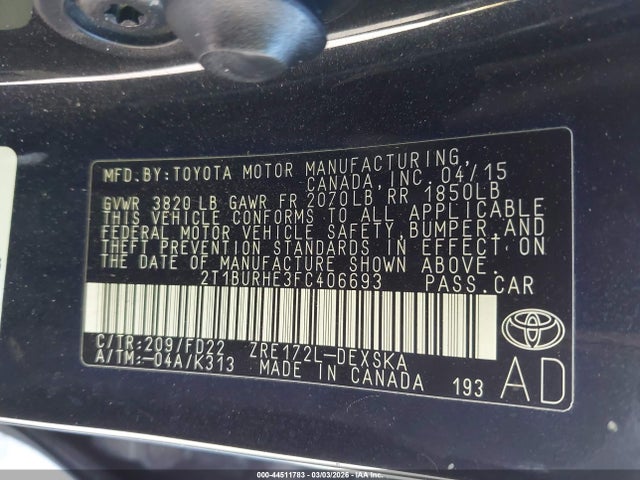 MFD.BY:TOYOTA MOTOR MANUFACTURING,
CANADA,INC. 04/15
GVWR 3820 LB GAWR FR 2070LB RR 1850LB
THIS VEHICLE CONFORMS TO ALL APPLICABLE
FEDERAL MOTOR VEHICLE SAFETY,BUMPER,AND
THEFT PREVENTION STANDARDS IN EFFECT ON
THE DATE OF MANUFACTURE SHOWN ABOVE.
2T1BURHE3FC406693 PASS.CAR
C/TR:209/FD22 ZRE172L-DEXSKA
A/TM:-04A/K313 MADE IN CANADA 193
AD
000-44511783 | 03/03/2026 | IAA Inc.